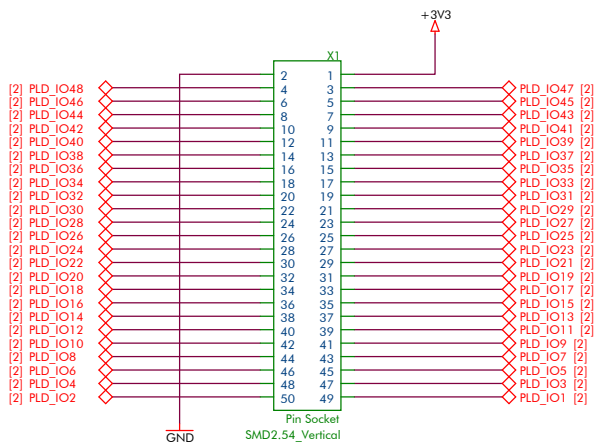 +3V3
X1
2 1
[2] PLD_IO48 4 3 PLD_IO47 [2]
[2] PLD_IO46 6 5 PLD_IO45 [2]
[2] PLD_IO44 8 7 PLD_IO43 [2]
[2] PLD_IO42 10 9 PLD_IO41 [2]
[2] PLD_IO40 12 11 PLD_IO39 [2]
[2] PLD_IO38 14 13 PLD_IO37 [2]
[2] PLD_IO36 16 15 PLD_IO35 [2]
[2] PLD_IO34 18 17 PLD_IO33 [2]
[2] PLD_IO32 20 19 PLD_IO31 [2]
[2] PLD_IO30 22 21 PLD_IO29 [2]
[2] PLD_IO28 24 23 PLD_IO27 [2]
[2] PLD_IO26 26 25 PLD_IO25 [2]
[2] PLD_IO24 28 27 PLD_IO23 [2]
[2] PLD_IO22 30 29 PLD_IO21 [2]
[2] PLD_IO20 32 31 PLD_IO19 [2]
[2] PLD_IO18 34 33 PLD_IO17 [2]
[2] PLD_IO16 36 35 PLD_IO15 [2]
[2] PLD_IO14 38 37 PLD_IO13 [2]
[2] PLD_IO12 40 39 PLD_IO11 [2]
[2] PLD_IO10 42 41 PLD_IO9 [2]
[2] PLD_IO8 44 43 PLD_IO7 [2]
[2] PLD_IO6 46 45 PLD_IO5 [2]
[2] PLD_IO4 48 47 PLD_IO3 [2]
[2] PLD_IO2 50 49 PLD_IO1 [2]
Pin Socket
GND SMD2.54_Vertical